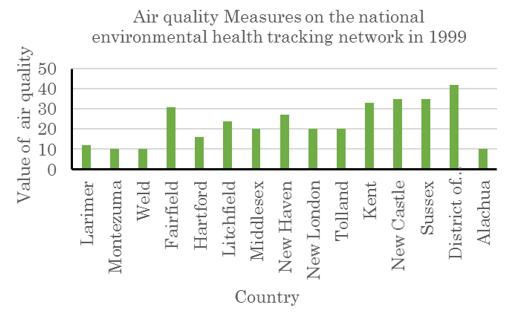 Air quality Measures on the national
environmental health tracking network in 1999
Value of  air quality
50
40
30
20
10
0
Larimer
Montezuma
Weld
Fairfield
Hartford
Litchfield
Middlesex
New Haven
New London
Tolland
Kent
New Castle
Sussex
District of…
Alachua
Country